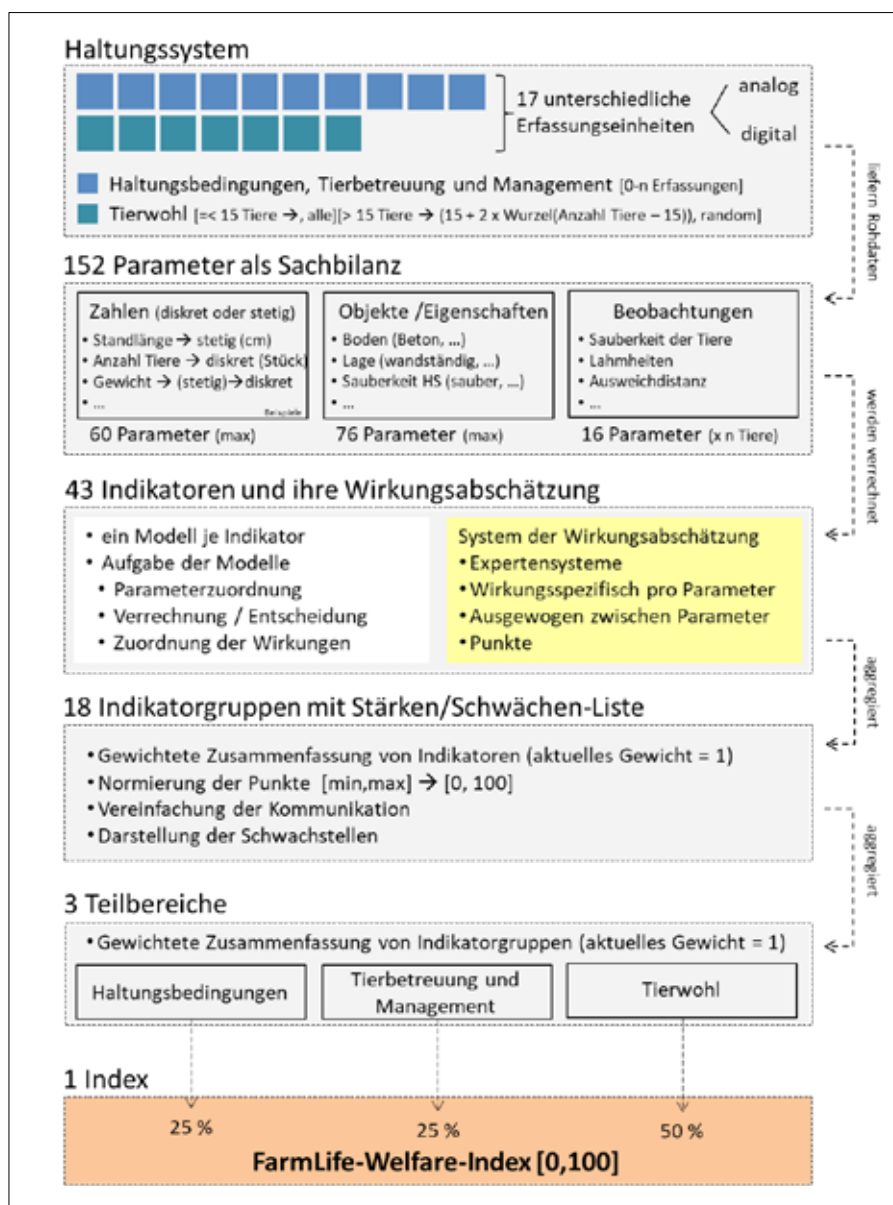 Haltungssystem
17 unterschiedliche
Erfassungseinheiten
analog
digital
Haltungsbedingungen, Tierbetreuung und Management [0-n Erfassungen]
Tierwohl [=< 15 Tiere →, alle][> 15 Tiere → (15 + 2 x Wurzel(Anzahl Tiere – 15)), random]
liefern Rohdaten
152 Parameter als Sachbilanz
Zahlen (diskret oder stetig)
• Standlänge → stetig (cm)
• Anzahl Tiere → diskret (Stück)
• Gewicht → (stetig)→diskret
• ...
Beispiele
60 Parameter (max)
Objekte /Eigenschaften
• Boden (Beton, ...)
• Lage (wandständig, ...)
• Sauberkeit HS (sauber, ...)
• ...
76 Parameter (max)
Beobachtungen
• Sauberkeit der Tiere
• Lahmheiten
• Ausweichdistanz
• ...
16 Parameter (x n Tiere)
werden verrechnet
43 Indikatoren und ihre Wirkungsabschätzung
• ein Modell je Indikator
• Aufgabe der Modelle
• Parameterzuordnung
• Verrechnung / Entscheidung
• Zuordnung der Wirkungen
System der Wirkungsabschätzung
• Expertensysteme
• Wirkungsspezifisch pro Parameter
• Ausgewogen zwischen Parameter
• Punkte
aggregiert
18 Indikatorgruppen mit Stärken/Schwächen-Liste
• Gewichtete Zusammenfassung von Indikatoren (aktuelles Gewicht = 1)
• Normierung der Punkte [min,max] → [0, 100]
• Vereinfachung der Kommunikation
• Darstellung der Schwachstellen
aggregiert
3 Teilbereiche
• Gewichtete Zusammenfassung von Indikatorgruppen (aktuelles Gewicht = 1)
Haltungsbedingungen
Tierbetreuung und
Management
Tierwohl
1 Index
25 %
25 %
50 %
FarmLife-Welfare-Index [0,100]